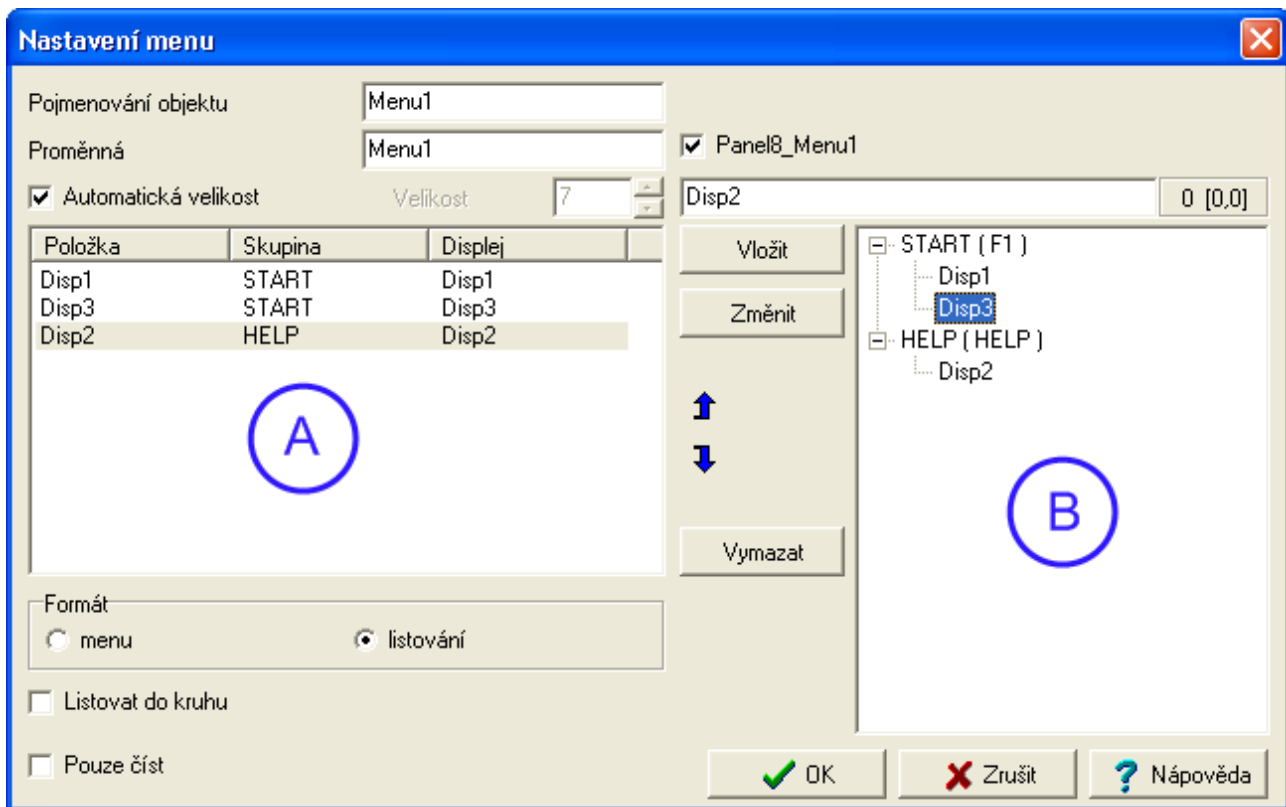 Nastavení menu
Pojmenování objektu Menu1
Proměnná Menu1 Panel8_Menu1
Automatická velikost Velikost 7 Disp2 0 [0,0]
Položka Skupina Displej
Disp1 START Disp1
Disp3 START Disp3
Disp2 HELP Disp2
A
Vložit
Změnit
Vymazat
START ( F1 )
Disp1
Disp3
HELP ( HELP )
Disp2
B
Formát
menu listování
Listovat do kruhu
Pouze číst
OK Zrušit Nápověda